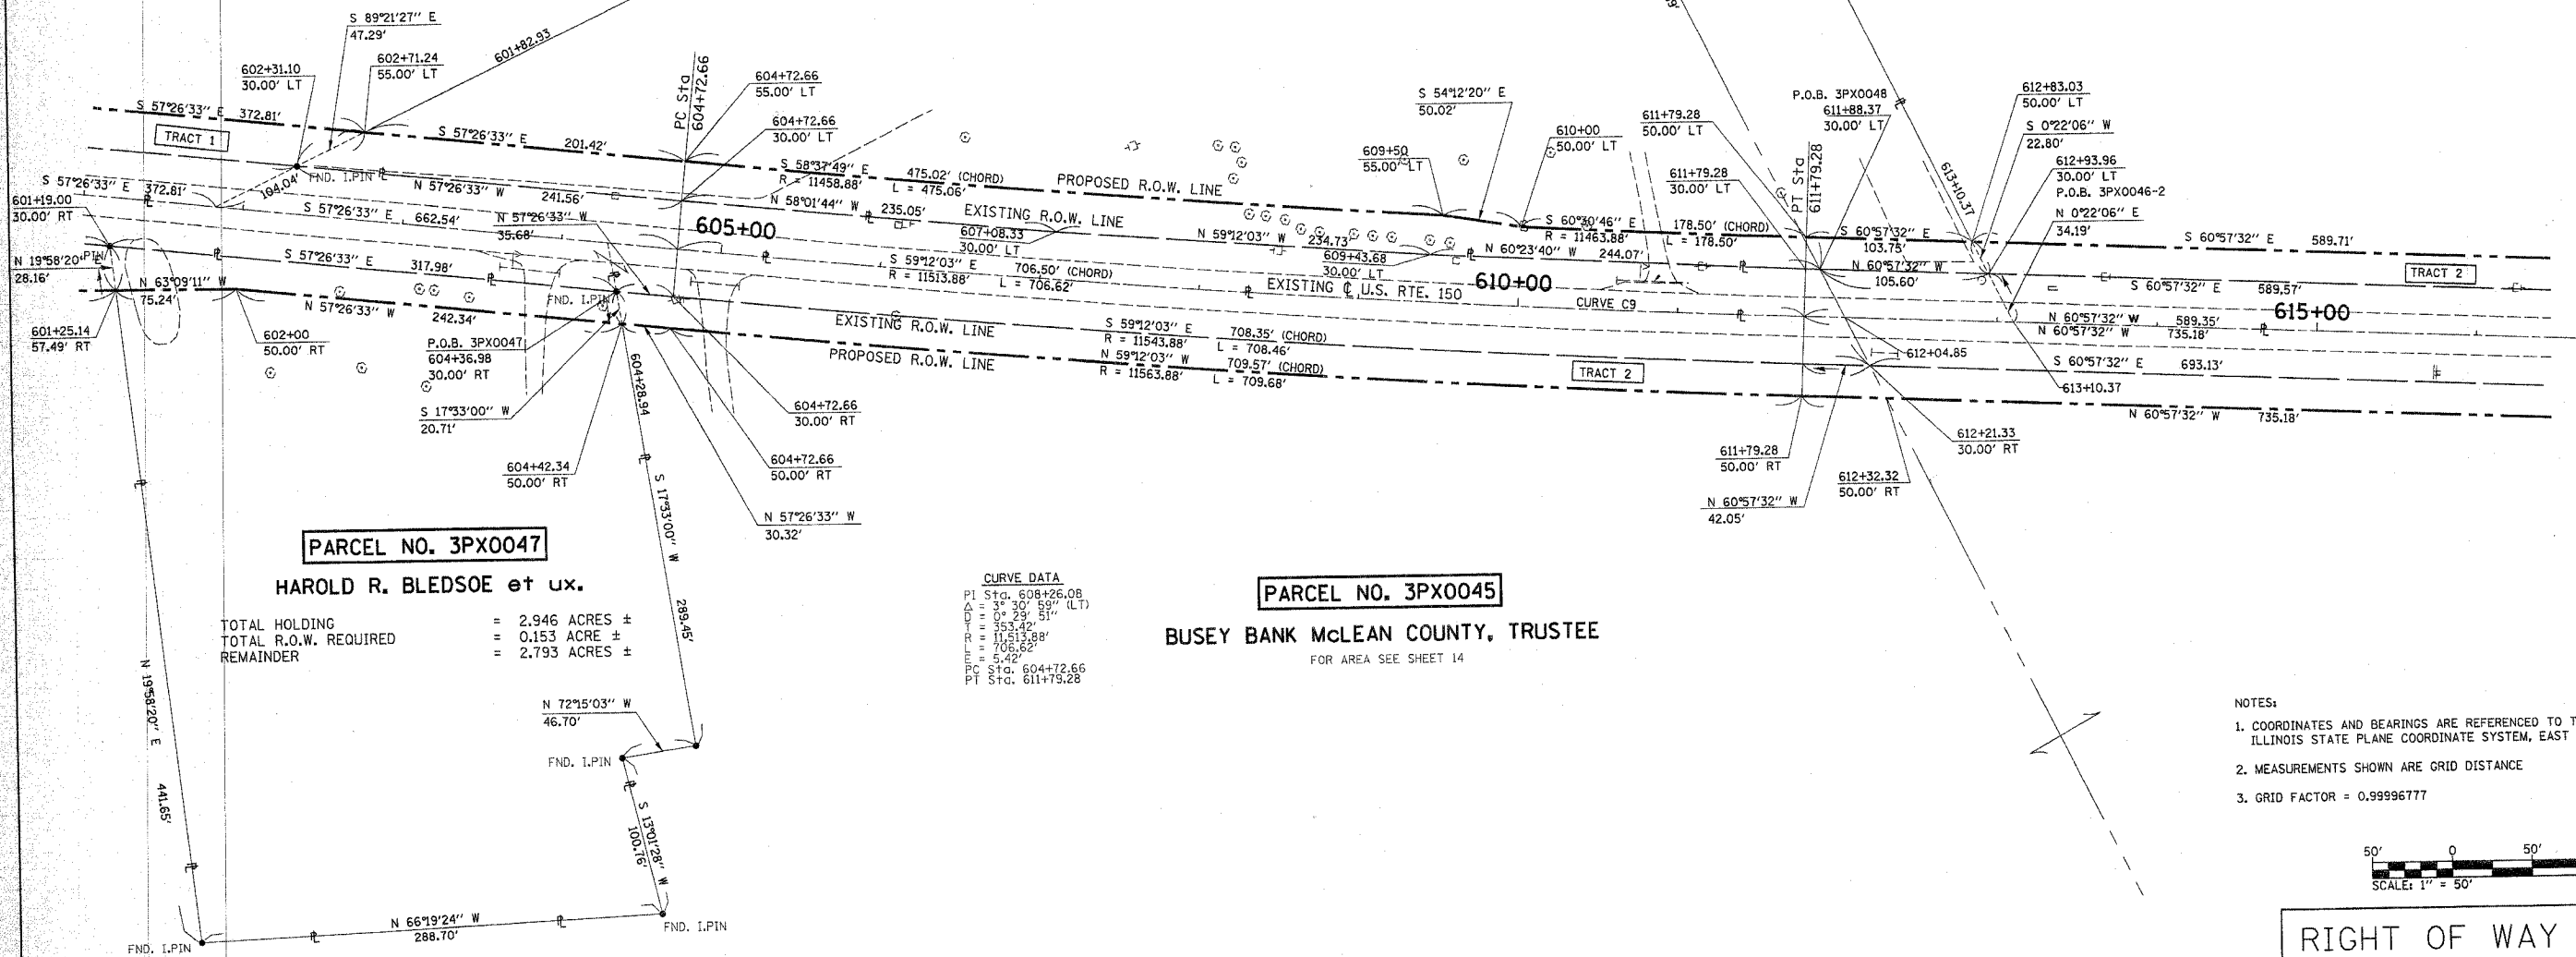 S 89°21'27" E
47.29'
602+31.10
30.00' LT
602+71.24
55.00' LT
601+82.93
PC Sta
604+72.66
604+72.66
55.00' LT
604+72.66
30.00' LT
S 57°26'33" E 372.81'
TRACT 1
S 57°26'33" E 201.42'
S 58°37'49" E 475.02' (CHORD)
R = 11458.88' L = 475.06'
PROPOSED R.O.W. LINE
609+50
55.00' LT
S 54°12'20" E
50.02'
610+00
50.00' LT
611+79.28
50.00' LT
611+79.28
30.00' LT
P.O.B. 3PX0048
611+88.37
30.00' LT
PT Sta
611+79.28
613+10.37
612+83.03
50.00' LT
S 0°22'06" W
22.80'
612+93.96
30.00' LT
P.O.B. 3PX0046-2
N 0°22'06" E
34.19'
S 57°26'33" E 372.81'
104.04'
FND. I.PIN
N 57°26'33" W 241.56'
N 58°01'44" W 235.05'
EXISTING R.O.W. LINE
607+08.33
30.00' LT
N 59°12'03" W 234.73'
609+43.68
30.00' LT
N 60°23'40" W 244.07'
S 60°30'46" E 178.50' (CHORD)
R = 11463.88' L = 178.50'
S 60°57'32" E
103.75'
S 60°57'32" E 589.71'
N 60°57'32" W
105.60'
TRACT 2
601+19.00
30.00' RT
S 57°26'33" E 662.54'
N 57°26'33" W
35.68'
605+00
S 59°12'03" E 706.50' (CHORD)
R = 11513.88' L = 706.62'
EXISTING ℄ U.S. RTE. 150
610+00
CURVE C9
S 60°57'32" E 589.57'
615+00
N 60°57'32" W 589.35'
N 60°57'32" W 735.18'
N 19°58'20"
28.16'
PIN
S 57°26'33" E 317.98'
N 63°09'11" W
75.24'
FND. I.PIN
N 57°26'33" W 242.34'
EXISTING R.O.W. LINE
S 59°12'03" E 708.35' (CHORD)
R = 11543.88' L = 708.46'
PROPOSED R.O.W. LINE
N 59°12'03" W 709.57' (CHORD)
R = 11563.88' L = 709.68'
TRACT 2
612+04.85
S 60°57'32" E 693.13'
613+10.37
N 60°57'32" W 735.18'
601+25.14
57.49' RT
602+00
50.00' RT
P.O.B. 3PX0047
604+36.98
30.00' RT
S 17°33'00" W
20.71'
604+28.94
604+72.66
30.00' RT
604+42.34
50.00' RT
604+72.66
50.00' RT
N 57°26'33" W
30.32'
611+79.28
50.00' RT
N 60°57'32" W
42.05'
612+21.33
30.00' RT
612+32.32
50.00' RT
S 17°33'00" W 289.45'
PARCEL NO. 3PX0047
HAROLD R. BLEDSOE et ux.
TOTAL HOLDING = 2.946 ACRES ±
TOTAL R.O.W. REQUIRED = 0.153 ACRE ±
REMAINDER = 2.793 ACRES ±
CURVE DATA
PI Sta. 608+26.08
Δ = 3° 30' 59" (LT)
D = 0° 29' 51"
T = 353.42'
R = 11,513.88'
L = 706.62'
E = 5.42'
PC Sta. 604+72.66
PT Sta. 611+79.28
PARCEL NO. 3PX0045
BUSEY BANK McLEAN COUNTY, TRUSTEE
FOR AREA SEE SHEET 14
N 19°58'20" E 441.65'
N 72°15'03" W
46.70'
FND. I.PIN
S 13°01'28" W
100.76'
N 66°19'24" W
288.70'
FND. I.PIN
FND. I.PIN
NOTES:
1. COORDINATES AND BEARINGS ARE REFERENCED TO T
ILLINOIS STATE PLANE COORDINATE SYSTEM, EAST
2. MEASUREMENTS SHOWN ARE GRID DISTANCE
3. GRID FACTOR = 0.99996777
50' 0 50'
SCALE: 1" = 50'
RIGHT OF WAY